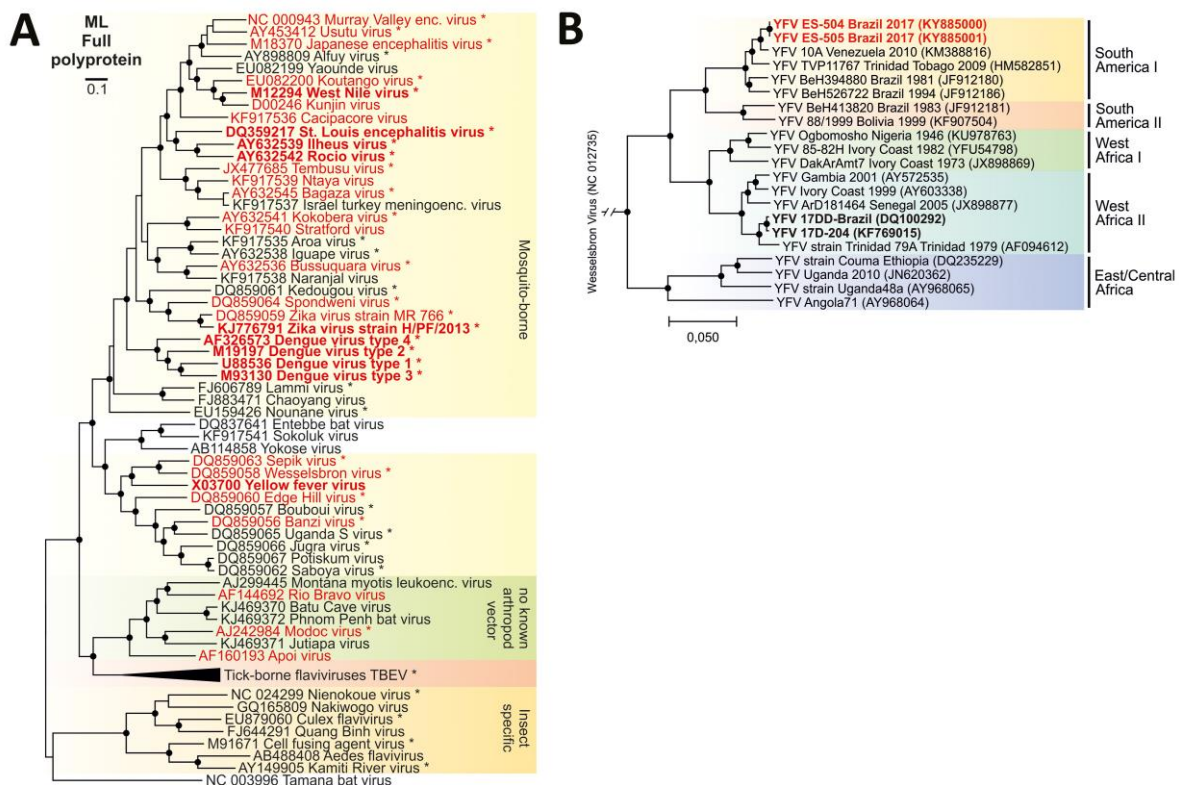 A
ML
Full
polyprotein
0.1
NC 000943 Murray Valley enc. virus *
AY453412 Usutu virus *
M18370 Japanese encephalitis virus *
AY898809 Alfuy virus *
EU082199 Yaounde virus
EU082200 Koutango virus *
M12294 West Nile virus *
D00246 Kunjin virus
KF917536 Cacipacore virus
DQ359217 St. Louis encephalitis virus *
AY632539 Ilheus virus *
AY632542 Rocio virus *
JX477685 Tembusu virus *
KF917539 Ntaya virus
AY632545 Bagaza virus *
KF917537 Israel turkey meningoenc. virus
AY632541 Kokobera virus *
KF917540 Stratford virus
KF917535 Aroa virus *
AY632538 Iguape virus *
AY632536 Bussuquara virus *
KF917538 Naranjal virus
DQ859061 Kedougou virus *
DQ859064 Spondweni virus *
DQ859059 Zika virus strain MR 766 *
KJ776791 Zika virus strain H/PF/2013 *
AF326573 Dengue virus type 4 *
M19197 Dengue virus type 2 *
U88536 Dengue virus type 1 *
M93130 Dengue virus type 3 *
FJ606789 Lammi virus *
FJ883471 Chaoyang virus
EU159426 Nounane virus *
Mosquito-borne
DQ837641 Entebbe bat virus
KF917541 Sokoluk virus
AB114858 Yokose virus
DQ859063 Sepik virus *
DQ859058 Wesselsbron virus *
X03700 Yellow fever virus
DQ859060 Edge Hill virus *
DQ859057 Bouboui virus *
DQ859056 Banzi virus *
DQ859065 Uganda S virus *
DQ859066 Jugra virus *
DQ859067 Potiskum virus
DQ859062 Saboya virus *
AJ299445 Montana myotis leukoenc. virus
AF144692 Rio Bravo virus
KJ469370 Batu Cave virus
KJ469372 Phnom Penh bat virus
AJ242984 Modoc virus *
KJ469371 Jutiapa virus
AF160193 Apoi virus
no known
arthropod
vector
Tick-borne flaviviruses TBEV *
NC 024299 Nienokoue virus *
GQ165809 Nakiwogo virus
EU879060 Culex flavivirus *
FJ644291 Quang Binh virus
M91671 Cell fusing agent virus *
AB488408 Aedes flavivirus
AY149905 Kamiti River virus *
Insect
specific
NC 003996 Tamana bat virus
B
Wesselsbron Virus (NC 012735)
YFV ES-504 Brazil 2017 (KY885000)
YFV ES-505 Brazil 2017 (KY885001)
YFV 10A Venezuela 2010 (KM388816)
YFV TVP11767 Trinidad Tobago 2009 (HM582851)
YFV BeH394880 Brazil 1981 (JF912180)
YFV BeH526722 Brazil 1994 (JF912186)
South
America I
YFV BeH413820 Brazil 1983 (JF912181)
YFV 88/1999 Bolivia 1999 (KF907504)
South
America II
YFV Ogbomosho Nigeria 1946 (KU978763)
YFV 85-82H Ivory Coast 1982 (YFU54798)
YFV DakArAmt7 Ivory Coast 1973 (JX898869)
West
Africa I
YFV Gambia 2001 (AY572535)
YFV Ivory Coast 1999 (AY603338)
YFV ArD181464 Senegal 2005 (JX898877)
YFV 17DD-Brazil (DQ100292)
YFV 17D-204 (KF769015)
YFV strain Trinidad 79A Trinidad 1979 (AF094612)
West
Africa II
YFV strain Couma Ethiopia (DQ235229)
YFV Uganda 2010 (JN620362)
YFV strain Uganda48a (AY968065)
YFV Angola71 (AY968064)
East/Central
Africa
0,050